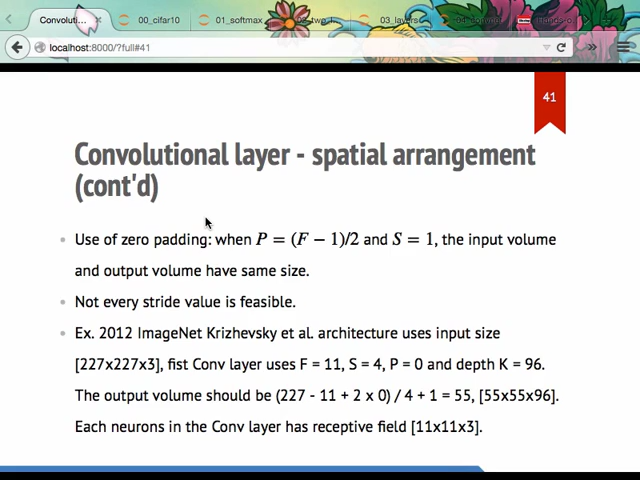 Convoluti...
00_cifar10
01_softmax
localhost:8000/?full#41
41
Convolutional layer - spatial arrangement
(cont'd)
Use of zero padding: when P = (F − 1)/2 and S = 1, the input volume
and output volume have same size.
Not every stride value is feasible.
Ex. 2012 ImageNet Krizhevsky et al. architecture uses input size
[227x227x3], fist Conv layer uses F = 11, S = 4, P = 0 and depth K = 96.
The output volume should be (227 - 11 + 2 x 0) / 4 + 1 = 55, [55x55x96].
Each neurons in the Conv layer has receptive field [11x11x3].